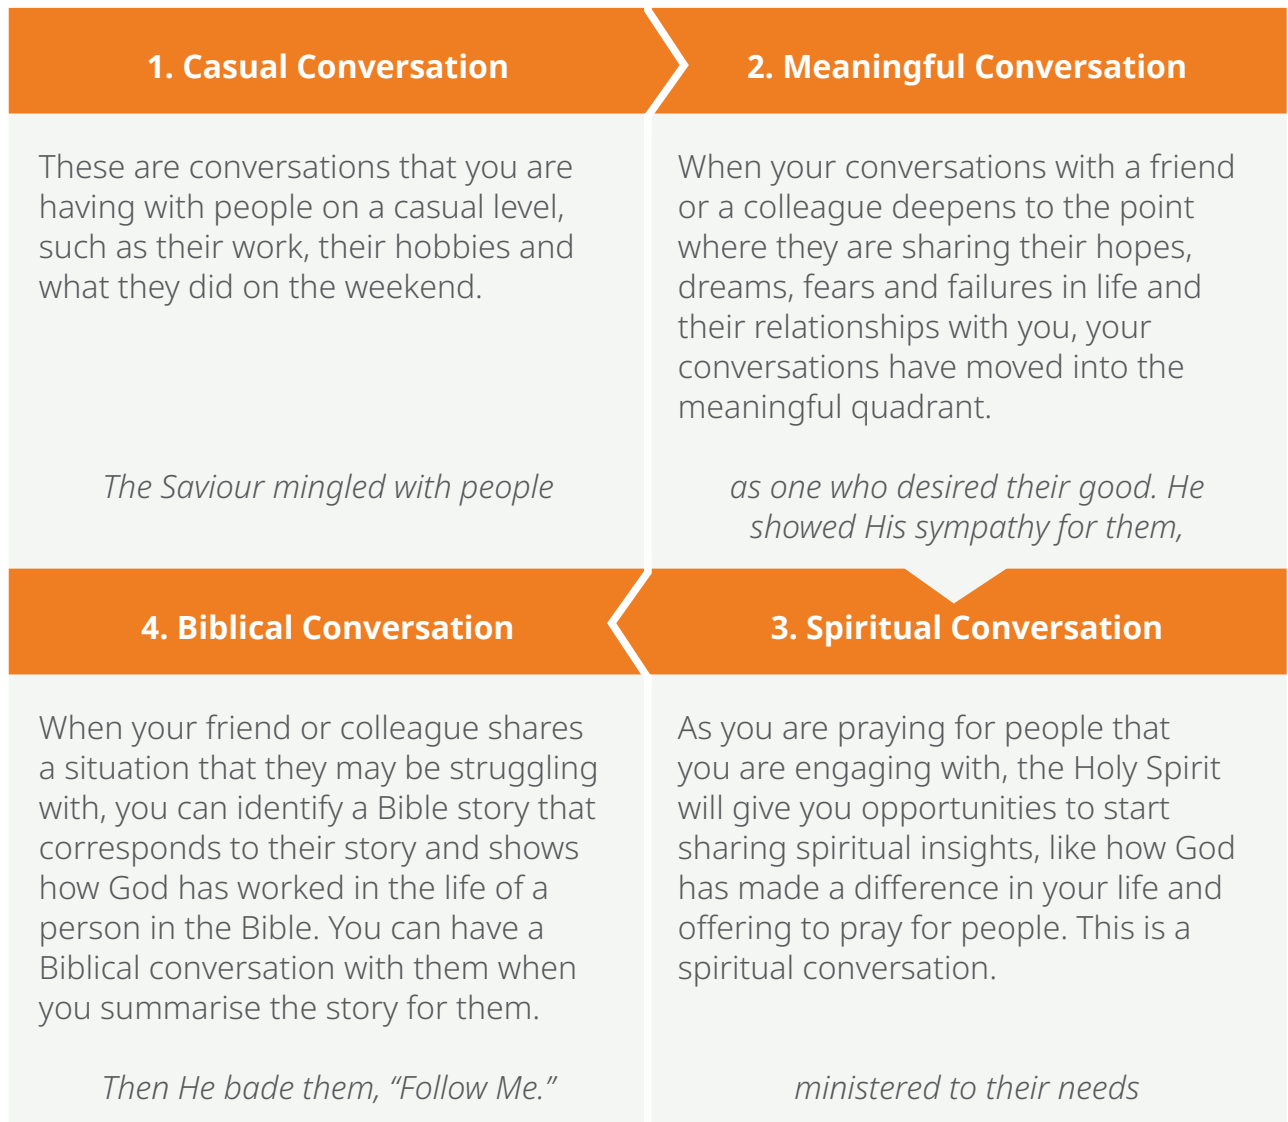 1. Casual Conversation
These are conversations that you are
having with people on a casual level,
such as their work, their hobbies and
what they did on the weekend.
The Saviour mingled with people
2. Meaningful Conversation
When your conversations with a friend
or a colleague deepens to the point
where they are sharing their hopes,
dreams, fears and failures in life and
their relationships with you, your
conversations have moved into the
meaningful quadrant.
as one who desired their good. He
showed His sympathy for them,
3. Spiritual Conversation
As you are praying for people that
you are engaging with, the Holy Spirit
will give you opportunities to start
sharing spiritual insights, like how God
has made a difference in your life and
offering to pray for people. This is a
spiritual conversation.
ministered to their needs
4. Biblical Conversation
When your friend or colleague shares
a situation that they may be struggling
with, you can identify a Bible story that
corresponds to their story and shows
how God has worked in the life of a
person in the Bible. You can have a
Biblical conversation with them when
you summarise the story for them.
Then He bade them, “Follow Me.”